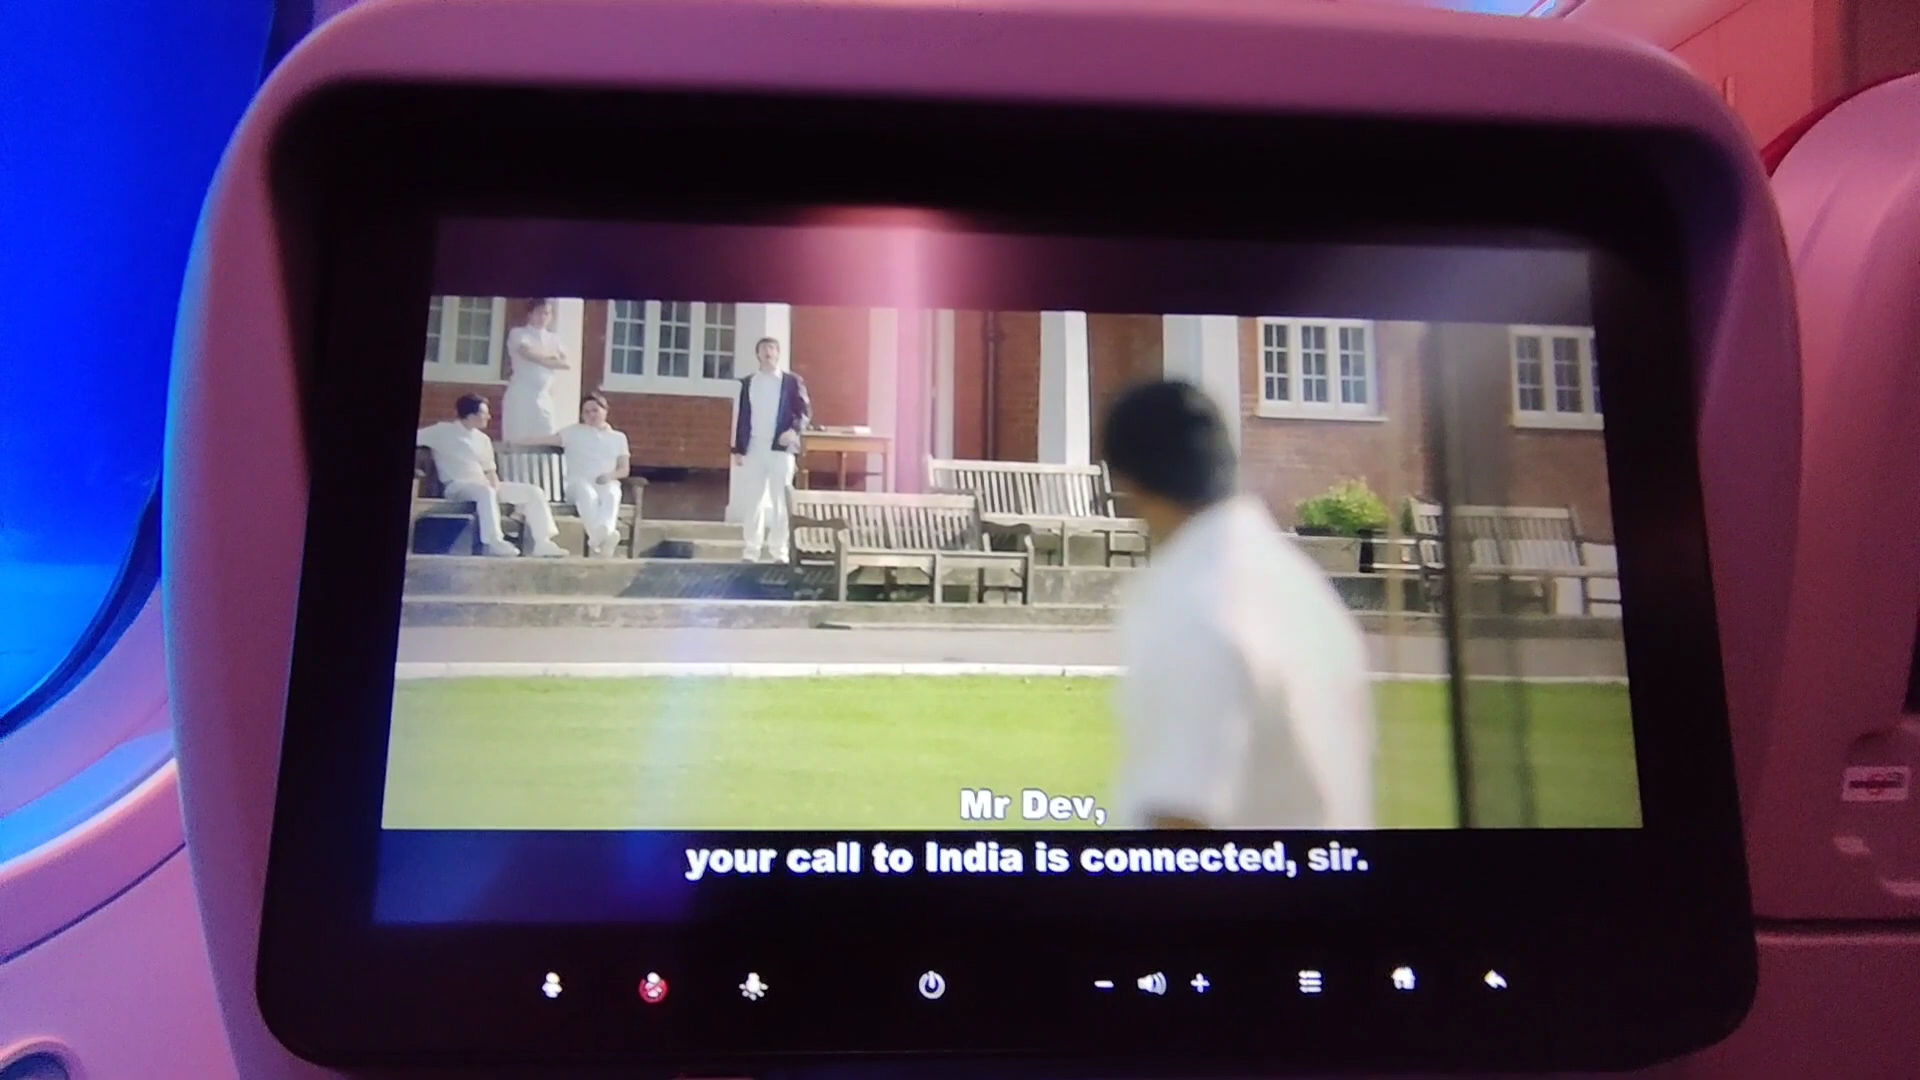 Mr Dev,
your call to India is connected, sir.